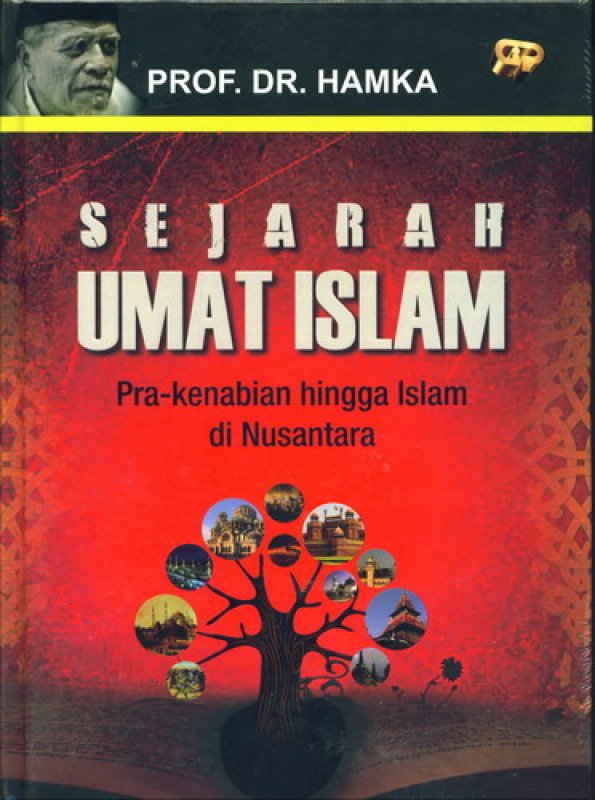 PROF. DR. HAMKA
SEJARAH
UMAT ISLAM
Pra-kenabian hingga Islam
di Nusantara